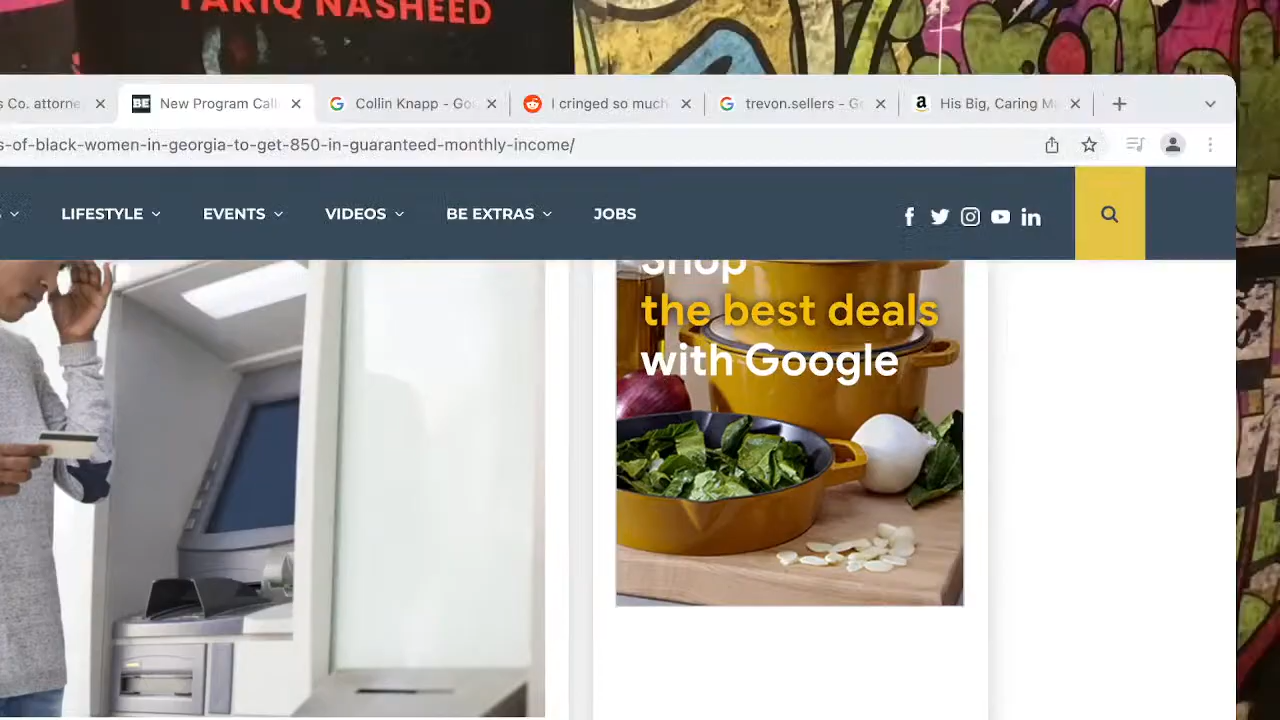 TARIQ NASHEED
s Co. attorne
BE New Program Cal
Collin Knapp - Go
I cringed so much
trevon.sellers - G
a His Big, Caring M
s-of-black-women-in-georgia-to-get-850-in-guaranteed-monthly-income/
LIFESTYLE EVENTS VIDEOS BE EXTRAS JOBS
Shop
the best deals
with Google